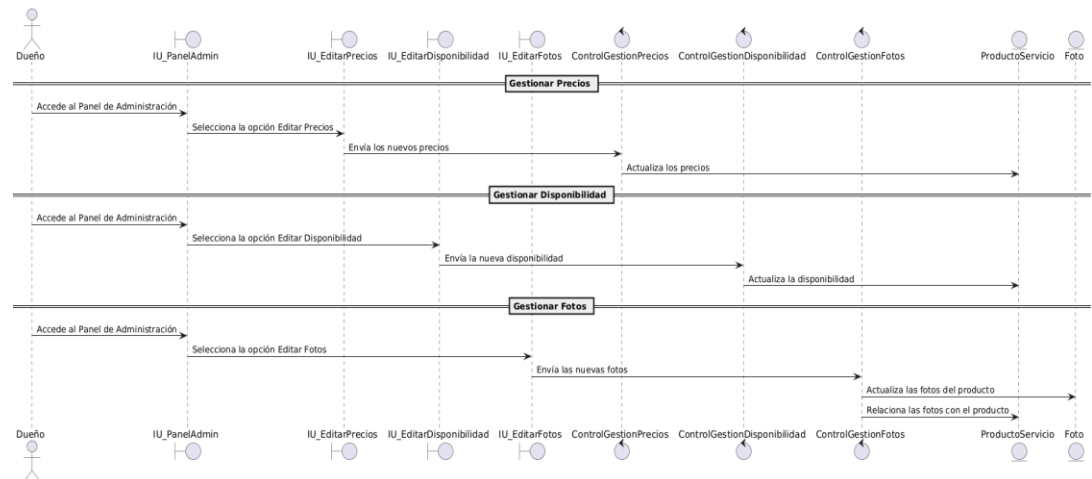 Dueño IU_PanelAdmin IU_EditarPrecios IU_EditarDisponibilidad IU_EditarFotos ControlGestionPrecios ControlGestionDisponibilidad ControlGestionFotos ProductoServicio Foto
Gestionar Precios
Accede al Panel de Administración
Selecciona la opción Editar Precios
Envía los nuevos precios
Actualiza los precios
Gestionar Disponibilidad
Accede al Panel de Administración
Selecciona la opción Editar Disponibilidad
Envía la nueva disponibilidad
Actualiza la disponibilidad
Gestionar Fotos
Accede al Panel de Administración
Selecciona la opción Editar Fotos
Envía las nuevas fotos
Actualiza las fotos del producto
Relaciona las fotos con el producto
Dueño IU_PanelAdmin IU_EditarPrecios IU_EditarDisponibilidad IU_EditarFotos ControlGestionPrecios ControlGestionDisponibilidad ControlGestionFotos ProductoServicio Foto